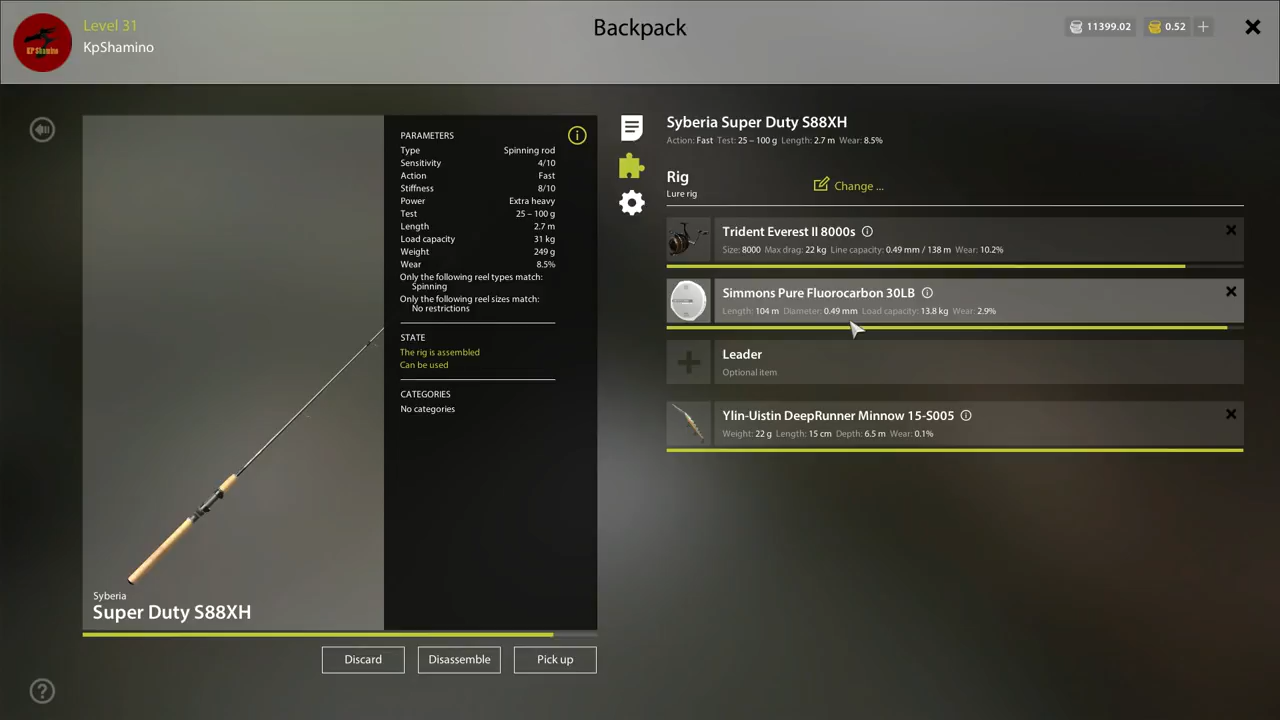 Level 31
KpShamino
KP Shamino
Backpack
11399.02
0.52
PARAMETERS
Type Spinning rod
Sensitivity 4/10
Action Fast
Stiffness 8/10
Power Extra heavy
Test 25 – 100 g
Length 2.7 m
Load capacity 31 kg
Weight 249 g
Wear 8.5%
Only the following reel types match:
Spinning
Only the following reel sizes match:
No restrictions
STATE
The rig is assembled
Can be used
CATEGORIES
No categories
Syberia
Super Duty S88XH
Discard
Disassemble
Pick up
Syberia Super Duty S88XH
Action: Fast Test: 25 – 100 g Length: 2.7 m Wear: 8.5%
Rig
Lure rig
Change ...
Trident Everest II 8000s
Size: 8000 Max drag: 22 kg Line capacity: 0.49 mm / 138 m Wear: 10.2%
Simmons Pure Fluorocarbon 30LB
Length: 104 m Diameter: 0.49 mm Load capacity: 13.8 kg Wear: 2.9%
Leader
Optional item
Ylin-Uistin DeepRunner Minnow 15-S005
Weight: 22 g Length: 15 cm Depth: 6.5 m Wear: 0.1%